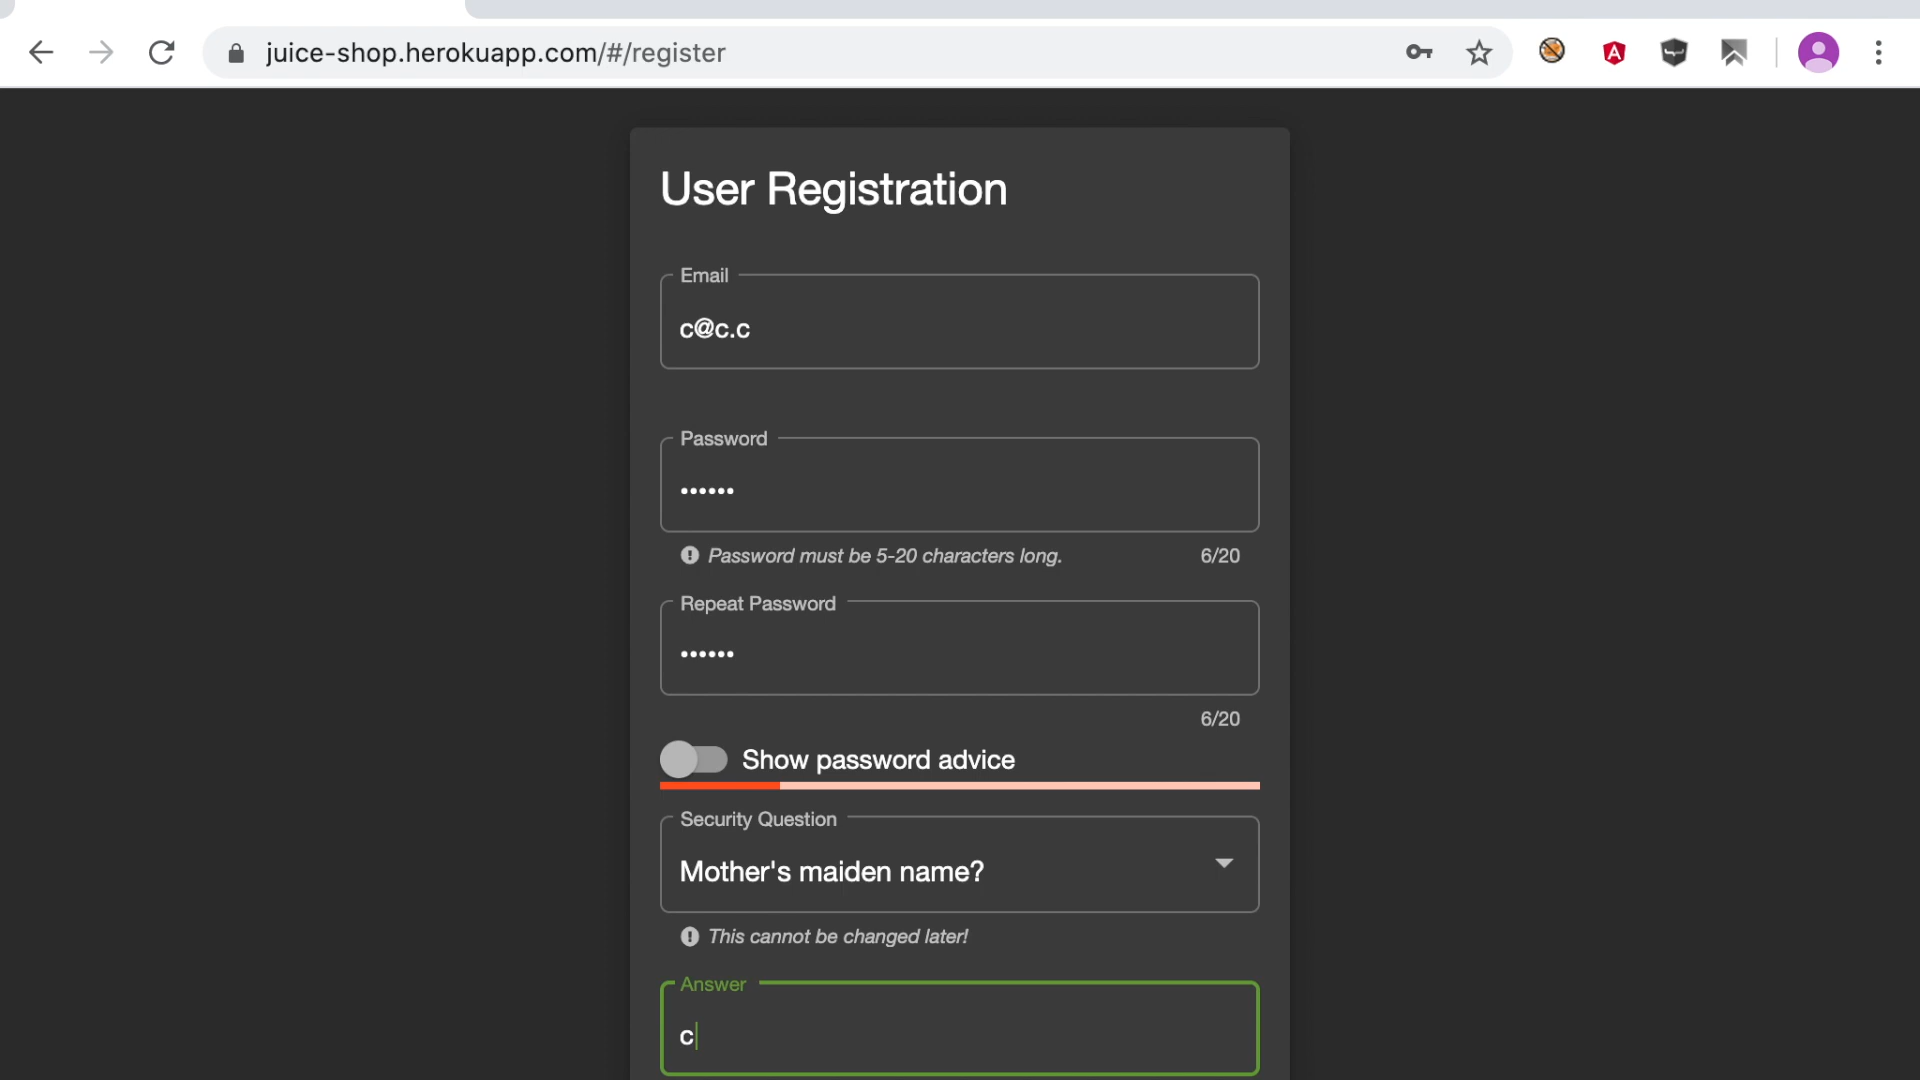 juice-shop.herokuapp.com/#/register
User Registration
Email
c@c.c
Password
••••••
Password must be 5-20 characters long.
6/20
Repeat Password
••••••
6/20
Show password advice
Security Question
Mother's maiden name?
This cannot be changed later!
Answer
c